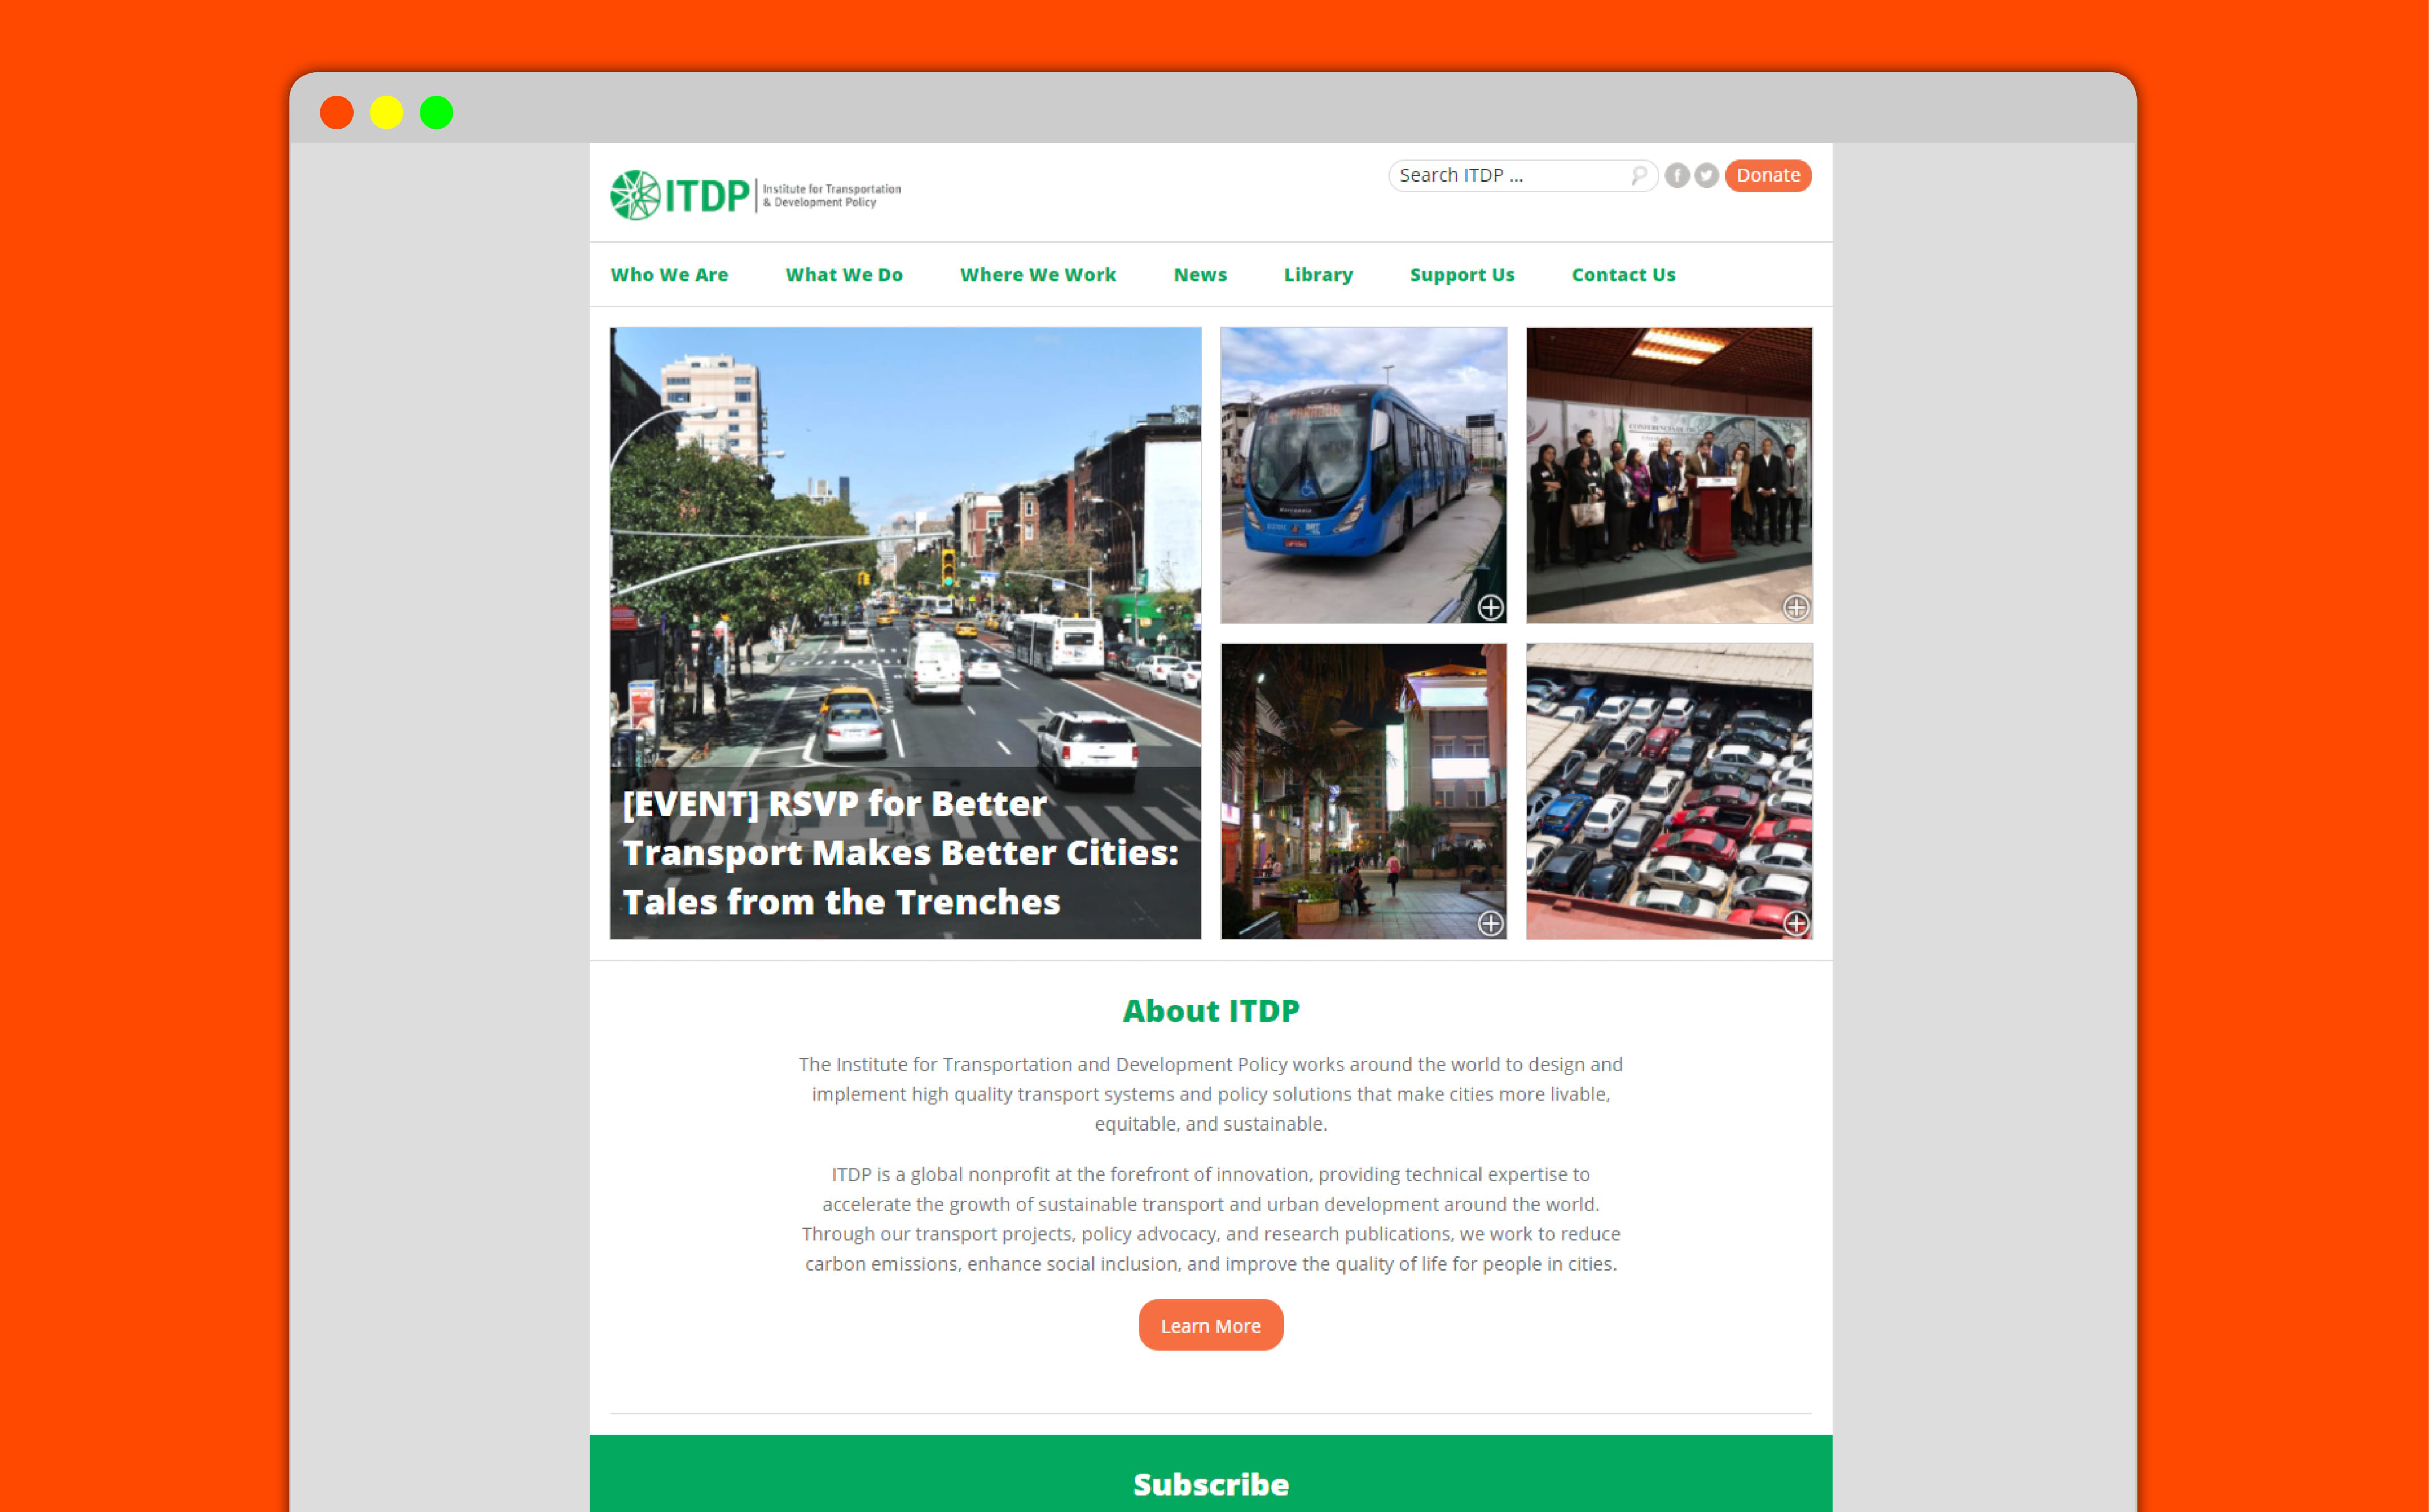 ITDP
Institute for Transportation
& Development Policy
Search ITDP ...
Donate
Who We Are
What We Do
Where We Work
News
Library
Support Us
Contact Us
[EVENT] RSVP for Better
Transport Makes Better Cities:
Tales from the Trenches
About ITDP
The Institute for Transportation and Development Policy works around the world to design and
implement high quality transport systems and policy solutions that make cities more livable,
equitable, and sustainable.
ITDP is a global nonprofit at the forefront of innovation, providing technical expertise to
accelerate the growth of sustainable transport and urban development around the world.
Through our transport projects, policy advocacy, and research publications, we work to reduce
carbon emissions, enhance social inclusion, and improve the quality of life for people in cities.
Learn More
Subscribe